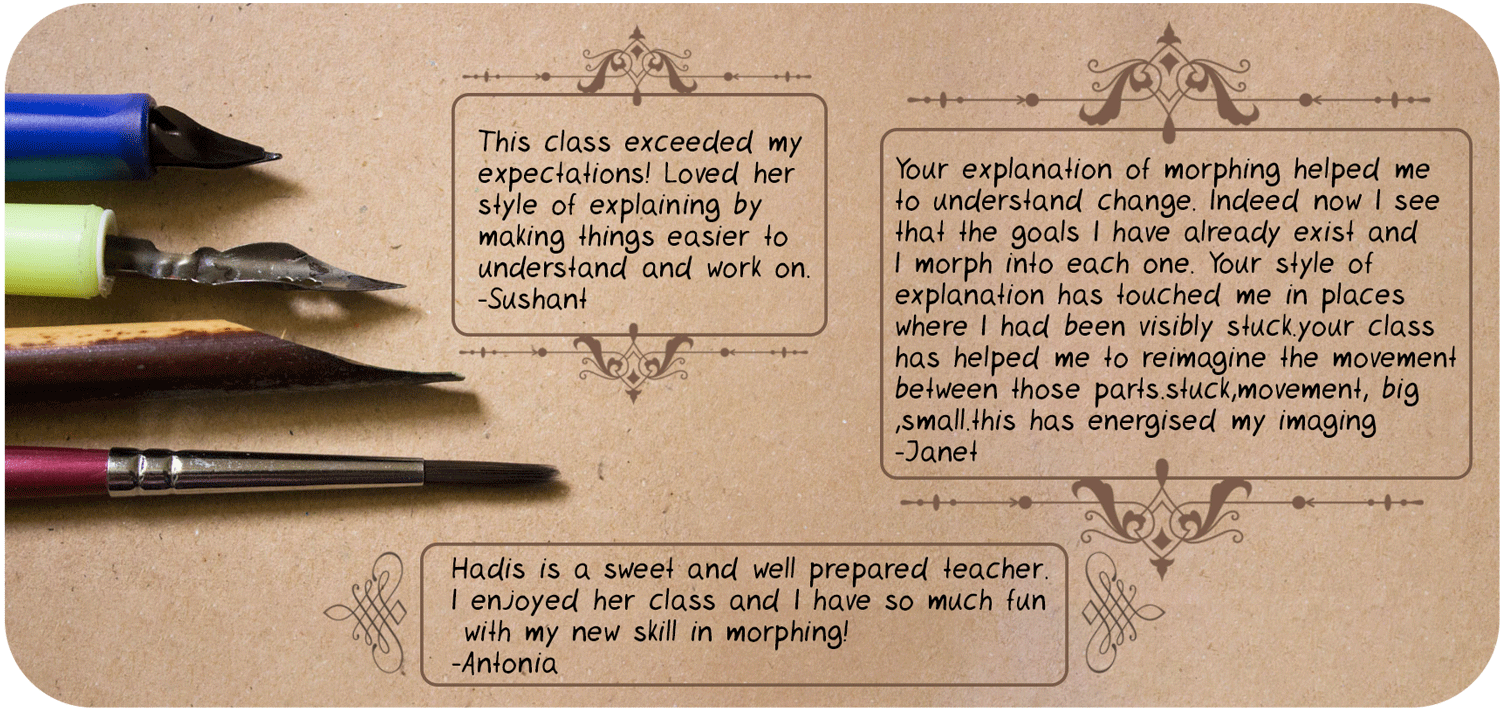 This class exceeded my
expectations! Loved her
style of explaining by
making things easier to
understand and work on.
-Sushant
Your explanation of morphing helped me
to understand change. Indeed now I see
that the goals I have already exist and
I morph into each one. Your style of
explanation has touched me in places
where I had been visibly stuck.your class
has helped me to reimagine the movement
between those parts.stuck,movement, big
,small.this has energised my imaging
-Janet
Hadis is a sweet and well prepared teacher.
I enjoyed her class and I have so much fun
with my new skill in morphing!
-Antonia